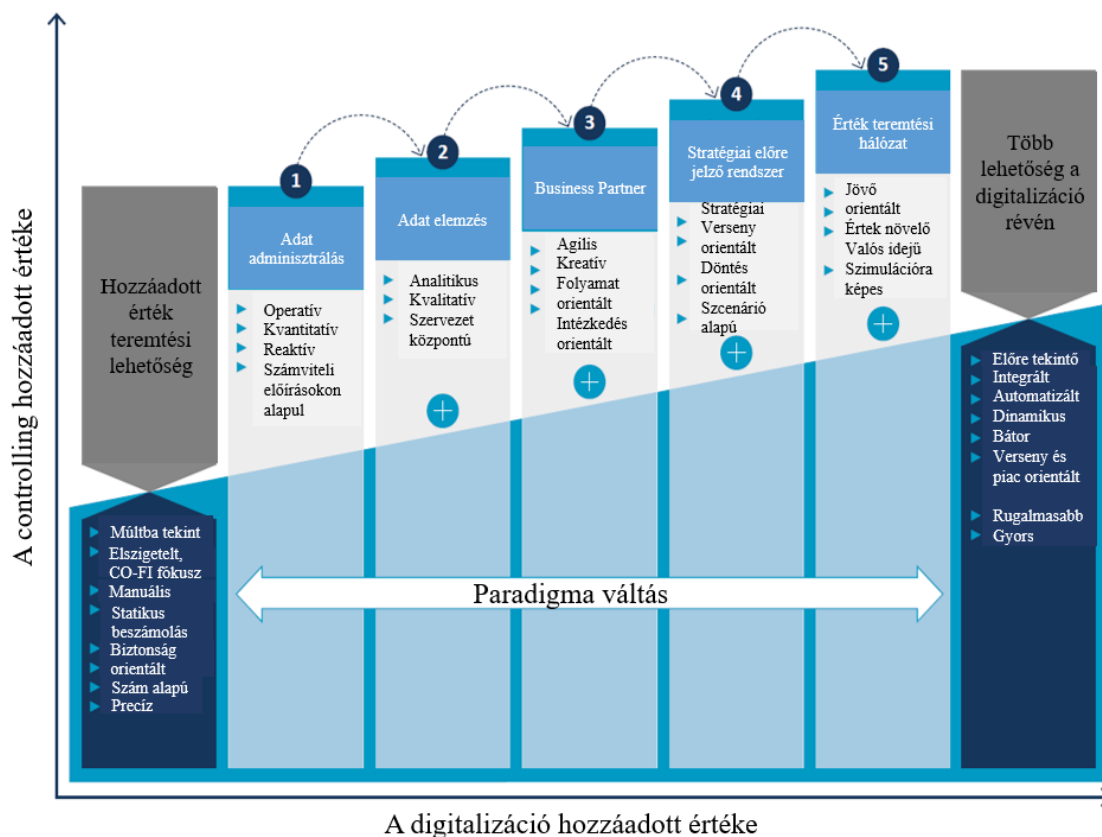 A controlling hozzáadott értéke
Hozzáadott
érték
teremtési
lehetőség
Múltba tekint
Elszigetelt,
CO-FI fókusz
Manuális
Statikus
beszámolás
Biztonság
orientált
Szám alapú
Precíz
1
Adat
adminisztrálás
Operatív
Kvantitatív
Reaktív
Számviteli
előírásokon
alapul
2
Adat elemzés
Analitikus
Kvalitatív
Szervezet
központú
+
3
Business Partner
Agilis
Kreatív
Folyamat
orientált
Intézkedés
orientált
+
4
Stratégiai előre
jelző rendszer
Stratégiai
Verseny
orientált
Döntés
orientált
Szcenárió
alapú
+
5
Érték teremtési
hálózat
Jövő
orientált
Értek növelő
Valós idejű
Szimulációra
képes
+
Több
lehetőség a
digitalizáció
révén
Előre tekintő
Integrált
Automatizált
Dinamikus
Bátor
Verseny és
piac orientált
Rugalmasabb
Gyors
Paradigma váltás
A digitalizáció hozzáadott értéke